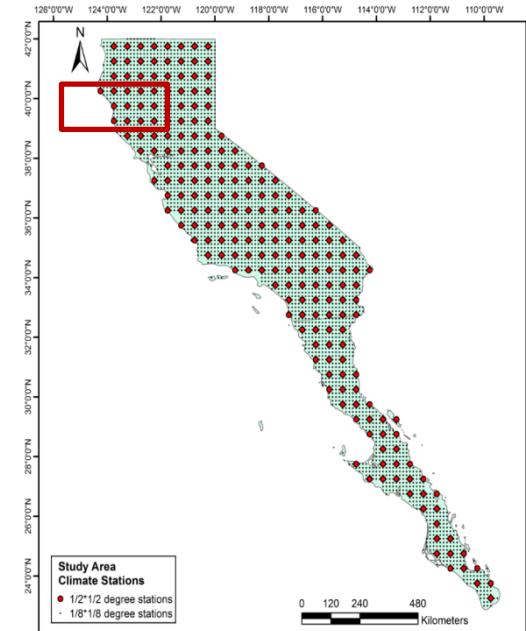 126°0'0"W 124°0'0"W 122°0'0"W 120°0'0"W 118°0'0"W 116°0'0"W 114°0'0"W 112°0'0"W 110°0'0"W
N
42°0'0"N
40°0'0"N
38°0'0"N
36°0'0"N
34°0'0"N
32°0'0"N
30°0'0"N
28°0'0"N
26°0'0"N
24°0'0"N
Study Area
Climate Stations
1/2*1/2 degree stations
1/8*1/8 degree stations
0 120 240 480
Kilometers